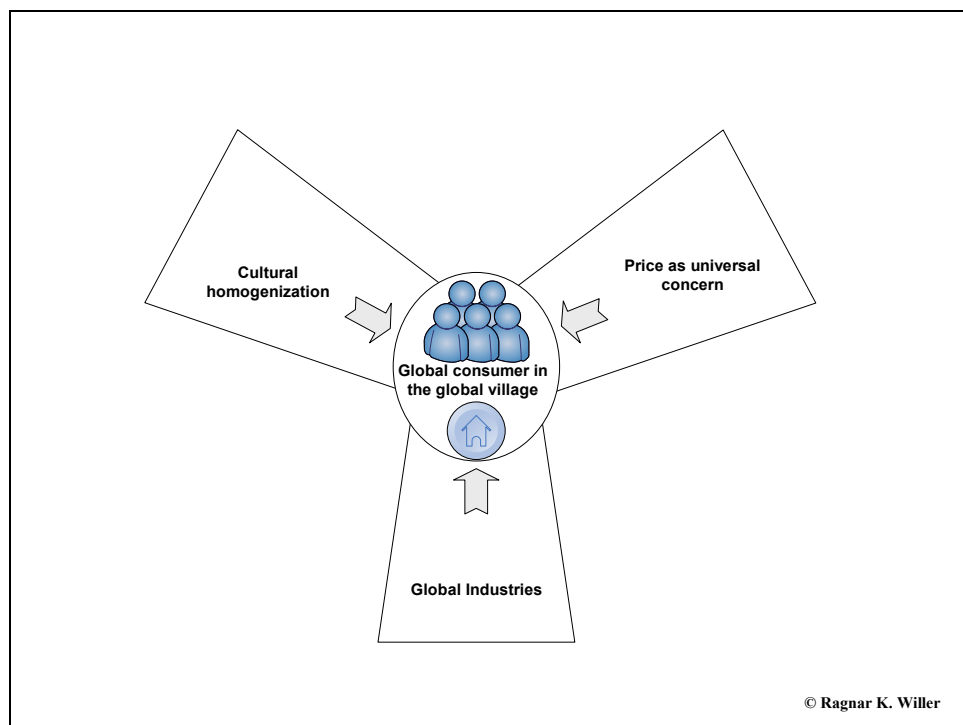 Cultural
homogenization
Price as universal
concern
Global consumer in
the global village
Global Industries
© Ragnar K. Willer